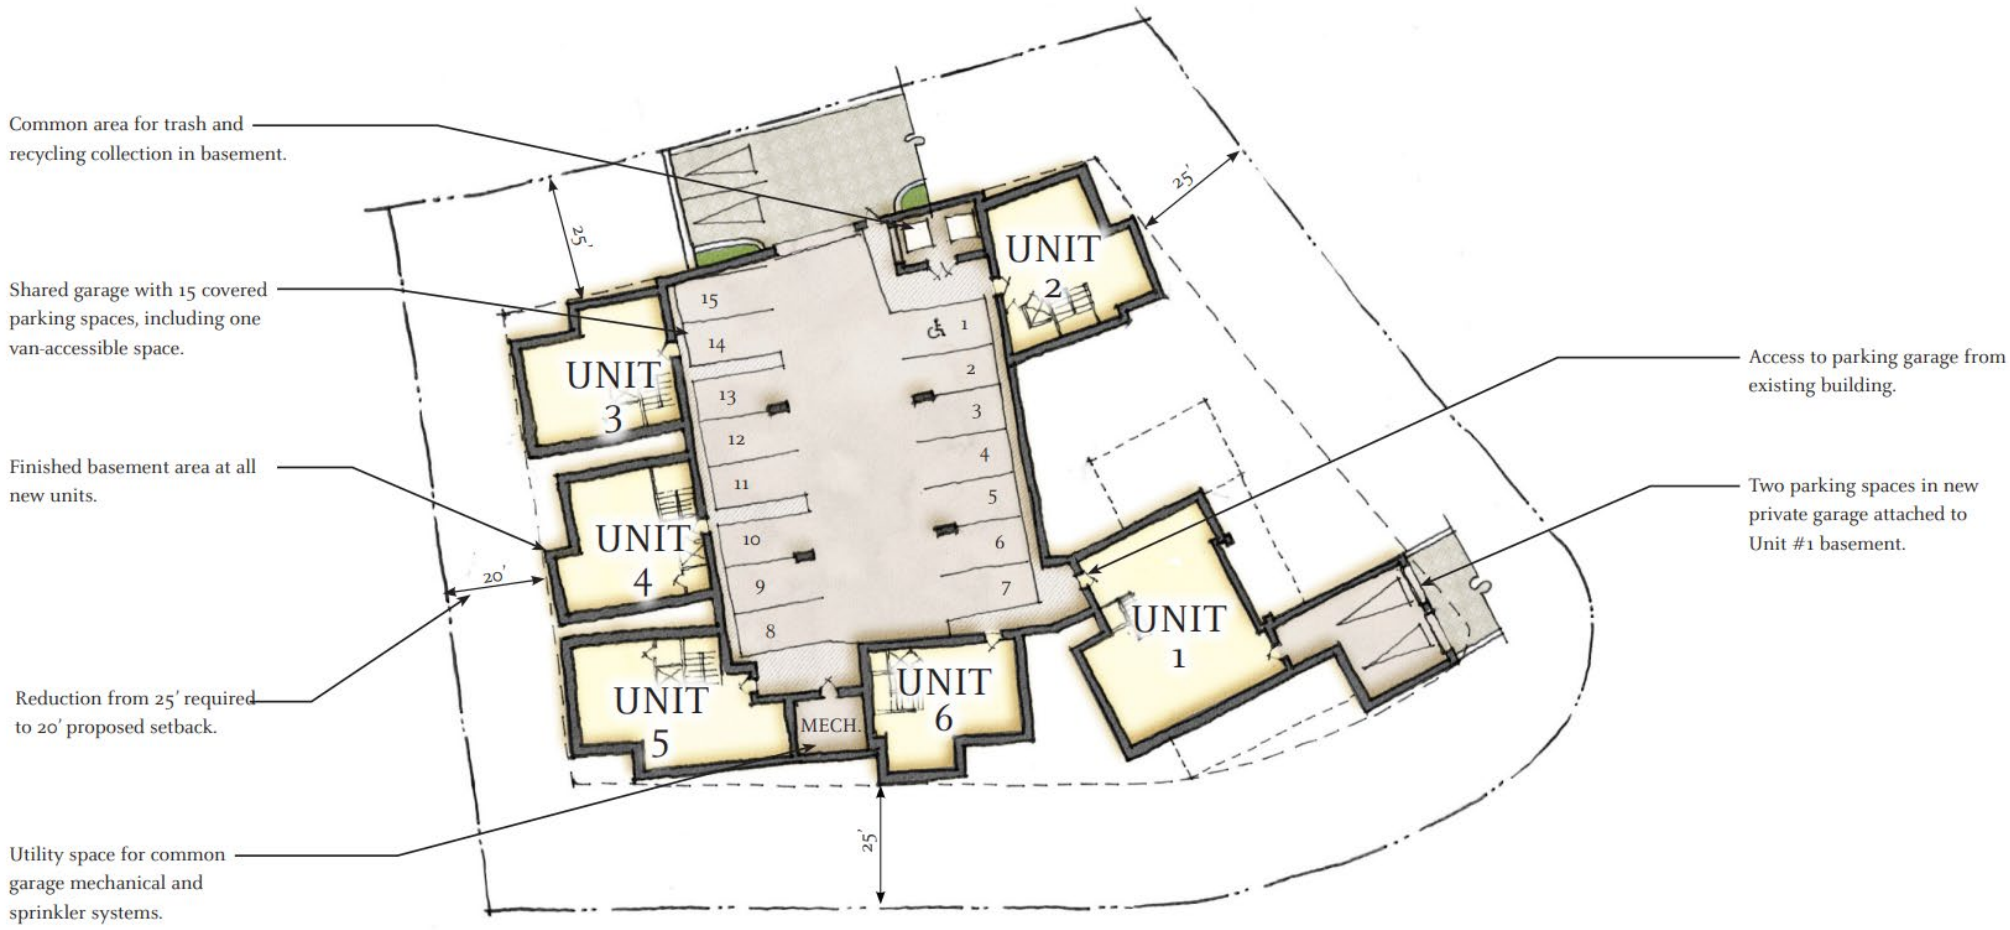 Common area for trash and
recycling collection in basement.
25'
25'
UNIT
2
Shared garage with 15 covered
parking spaces, including one
van-accessible space.
15
14
13
12
11
10
9
8
1
2
3
4
5
6
7
UNIT
3
Access to parking garage from
existing building.
Finished basement area at all
new units.
Two parking spaces in new
private garage attached to
Unit #1 basement.
UNIT
4
20'
UNIT
1
Reduction from 25' required
to 20' proposed setback.
UNIT
5
MECH.
UNIT
6
25'
Utility space for common
garage mechanical and
sprinkler systems.